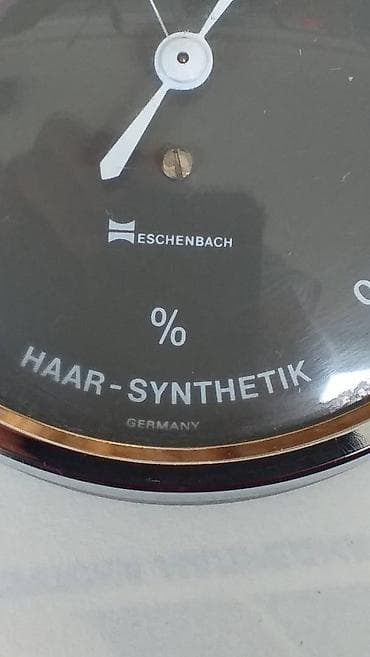 ESCHENBACH
%
HAAR-SYNTHETIK
GERMANY